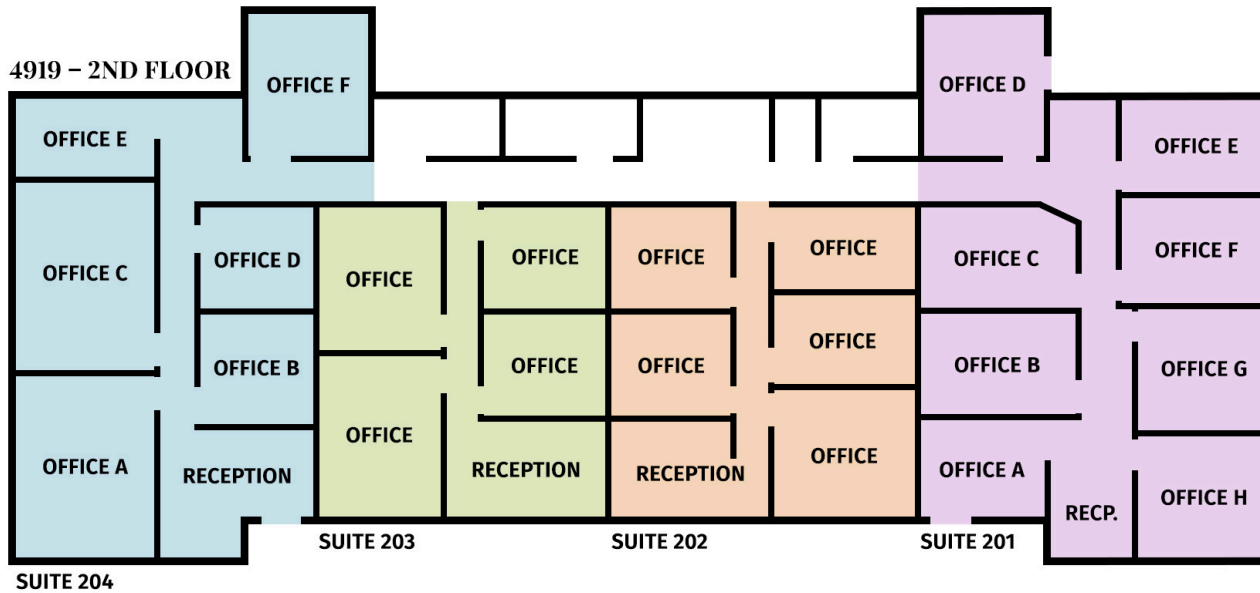 4919 – 2ND FLOOR
OFFICE F
OFFICE D
OFFICE E
OFFICE E
OFFICE C
OFFICE D
OFFICE
OFFICE
OFFICE
OFFICE
OFFICE C
OFFICE F
OFFICE B
OFFICE
OFFICE
OFFICE
OFFICE B
OFFICE G
OFFICE A
RECEPTION
OFFICE
RECEPTION
RECEPTION
OFFICE
OFFICE A
RECP.
OFFICE H
SUITE 203
SUITE 202
SUITE 201
SUITE 204